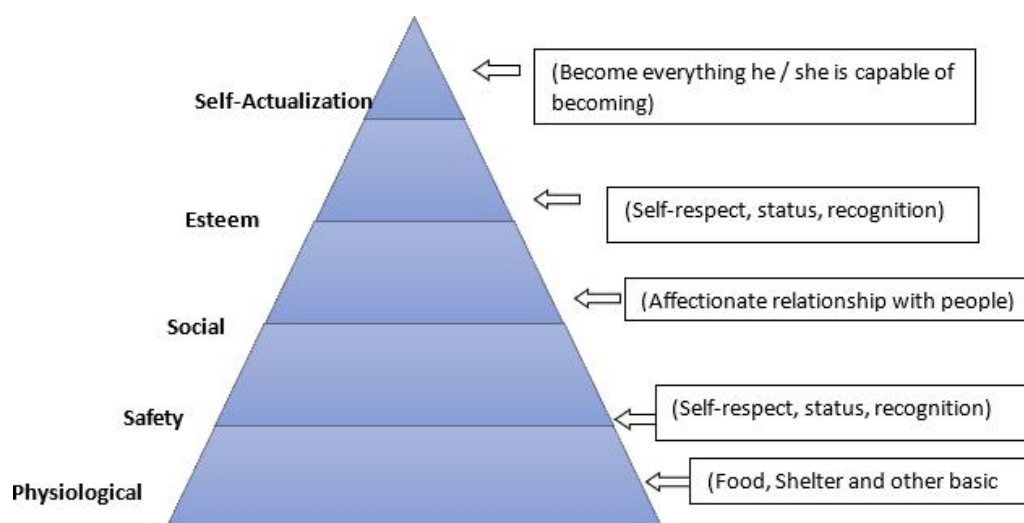 (Become everything he / she is capable of
becoming)
Self-Actualization
(Self-respect, status, recognition)
Esteem
(Affectionate relationship with people)
Social
(Self-respect, status, recognition)
Safety
(Food, Shelter and other basic
Physiological